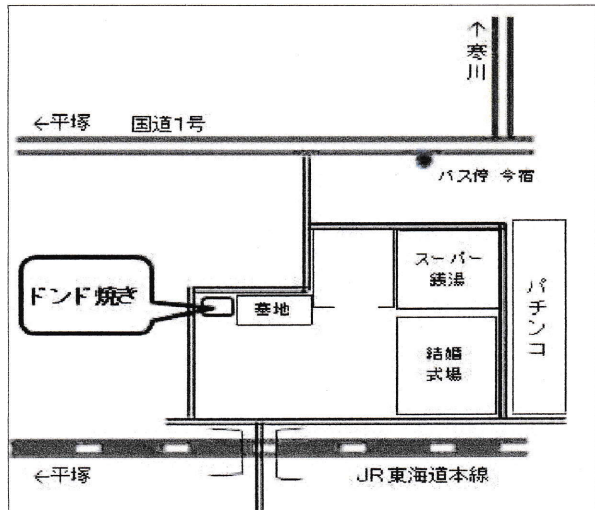 ↑寒川
←平塚 国道1号
バス停 今宿
スーパー
銭湯
パチンコ
ドンド焼き
墓地
結婚
式場
←平塚 JR東海道本線